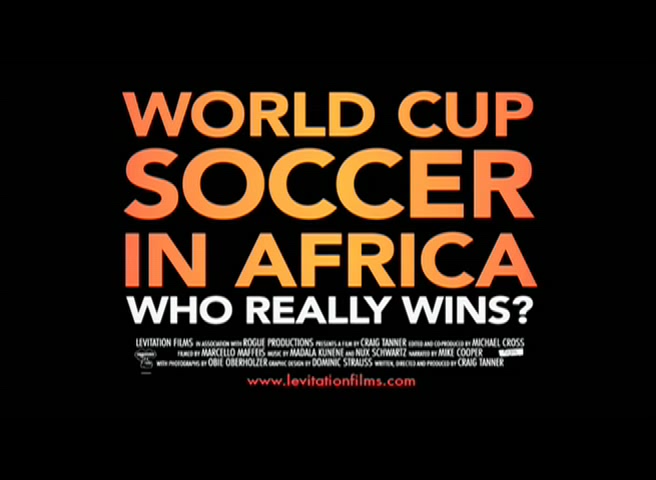 WORLD CUP
SOCCER
IN AFRICA
WHO REALLY WINS?
LEVITATION FILMS IN ASSOCIATION WITH ROGUE PRODUCTIONS PRESENTS A FILM BY CRAIG TANNER EDITED AND CO-PRODUCED BY MICHAEL CROSS
FILMED BY MARCELLO MAFFEIS MUSIC BY MADALA KUNENE AND NUX SCHWARTZ NARRATED BY MIKE COOPER
WITH PHOTOGRAPHS BY OBIE OBERHOLZER GRAPHIC DESIGN BY DOMINIC STRAUSS WRITTEN, DIRECTED AND PRODUCED BY CRAIG TANNER
www.levitationfilms.com